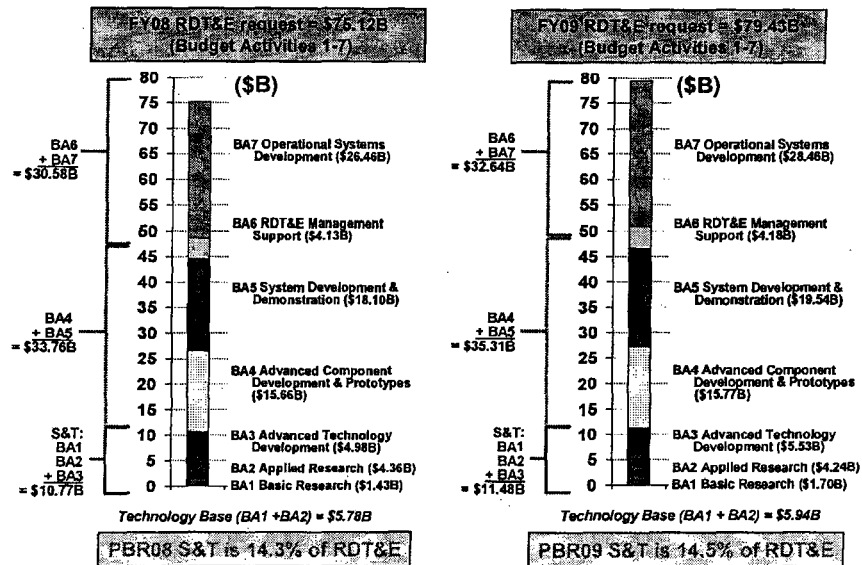 FY08 RDT&E request = $75.12B
(Budget Activities 1-7)
($B)
80
75
70
65
60
55
50
45
40
35
30
25
20
15
10
5
0
BA6
+ BA7
= $30.58B
BA4
+ BA5
= $33.76B
S&T:
BA1
BA2
+ BA3
= $10.77B
BA7 Operational Systems
Development ($26.46B)
BA6 RDT&E Management
Support ($4.13B)
BA5 System Development &
Demonstration ($18.10B)
BA4 Advanced Component
Development & Prototypes
($15.66B)
BA3 Advanced Technology
Development ($4.98B)
BA2 Applied Research ($4.36B)
BA1 Basic Research ($1.43B)
Technology Base (BA1 +BA2) = $5.78B
PBR08 S&T is 14.3% of RDT&E
FY09 RDT&E request = $79.43B
(Budget Activities 1-7)
($B)
80
75
70
65
60
55
50
45
40
35
30
25
20
15
10
5
0
BA6
+ BA7
= $32.64B
BA4
+ BA5
= $35.31B
S&T:
BA1
BA2
+ BA3
= $11.48B
BA7 Operational Systems
Development ($28.46B)
BA6 RDT&E Management
Support ($4.18B)
BA5 System Development &
Demonstration ($19.54B)
BA4 Advanced Component
Development & Prototypes
($15.77B)
BA3 Advanced Technology
Development ($5.53B)
BA2 Applied Research ($4.24B)
BA1 Basic Research ($1.70B)
Technology Base (BA1 + BA2) = $5.94B
PBR09 S&T is 14.5% of RDT&E